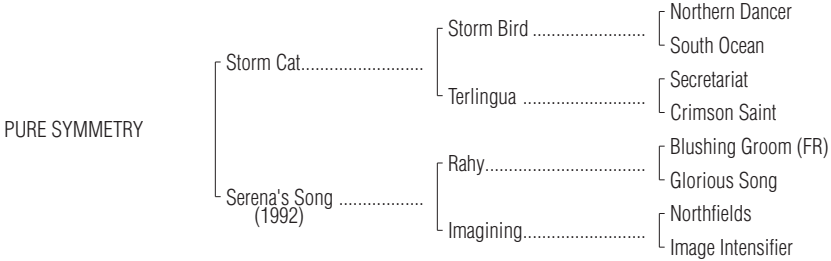 PURE SYMMETRY
Storm Cat........................
Serena's Song .................
(1992)
Storm Bird .......................
Terlingua .........................
Rahy.................................
Imagining.........................
Northern Dancer
South Ocean
Secretariat
Crimson Saint
Blushing Groom (FR)
Glorious Song
Northfields
Image Intensifier